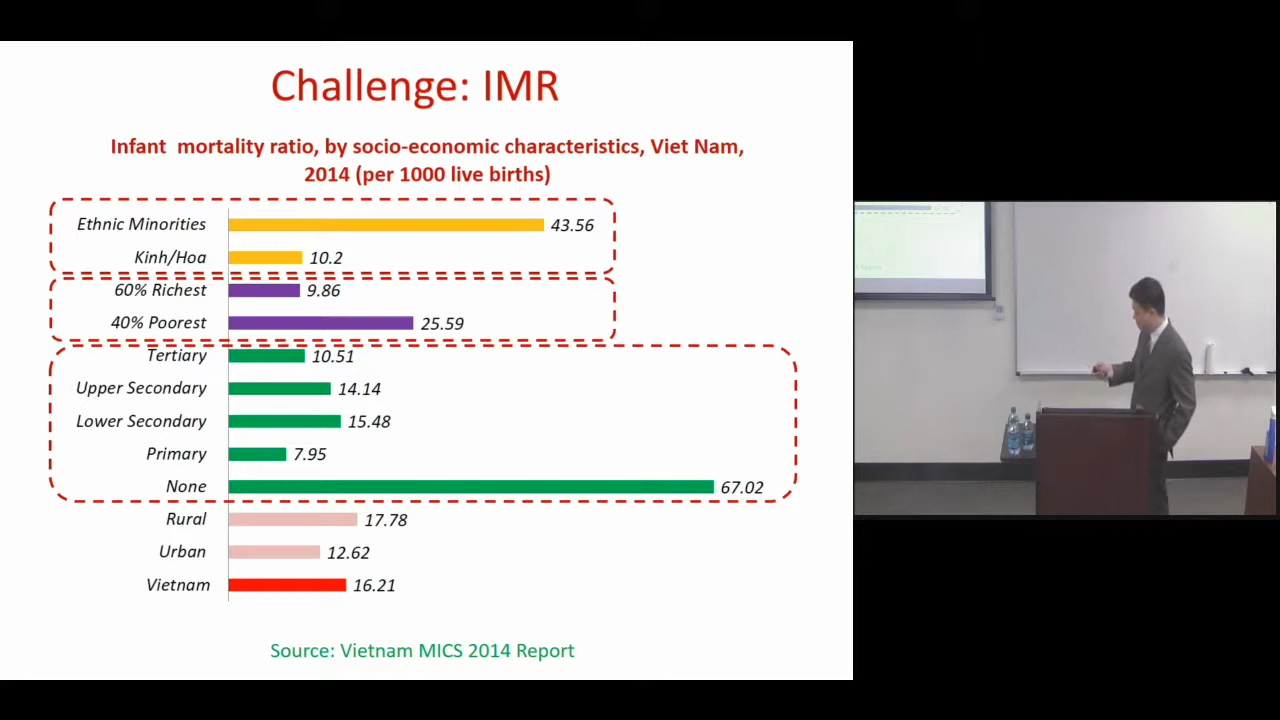 Challenge: IMR
Infant mortality ratio, by socio-economic characteristics, Viet Nam,
2014 (per 1000 live births)
Ethnic Minorities 43.56
Kinh/Hoa 10.2
60% Richest 9.86
40% Poorest 25.59
Tertiary 10.51
Upper Secondary 14.14
Lower Secondary 15.48
Primary 7.95
None 67.02
Rural 17.78
Urban 12.62
Vietnam 16.21
Source: Vietnam MICS 2014 Report